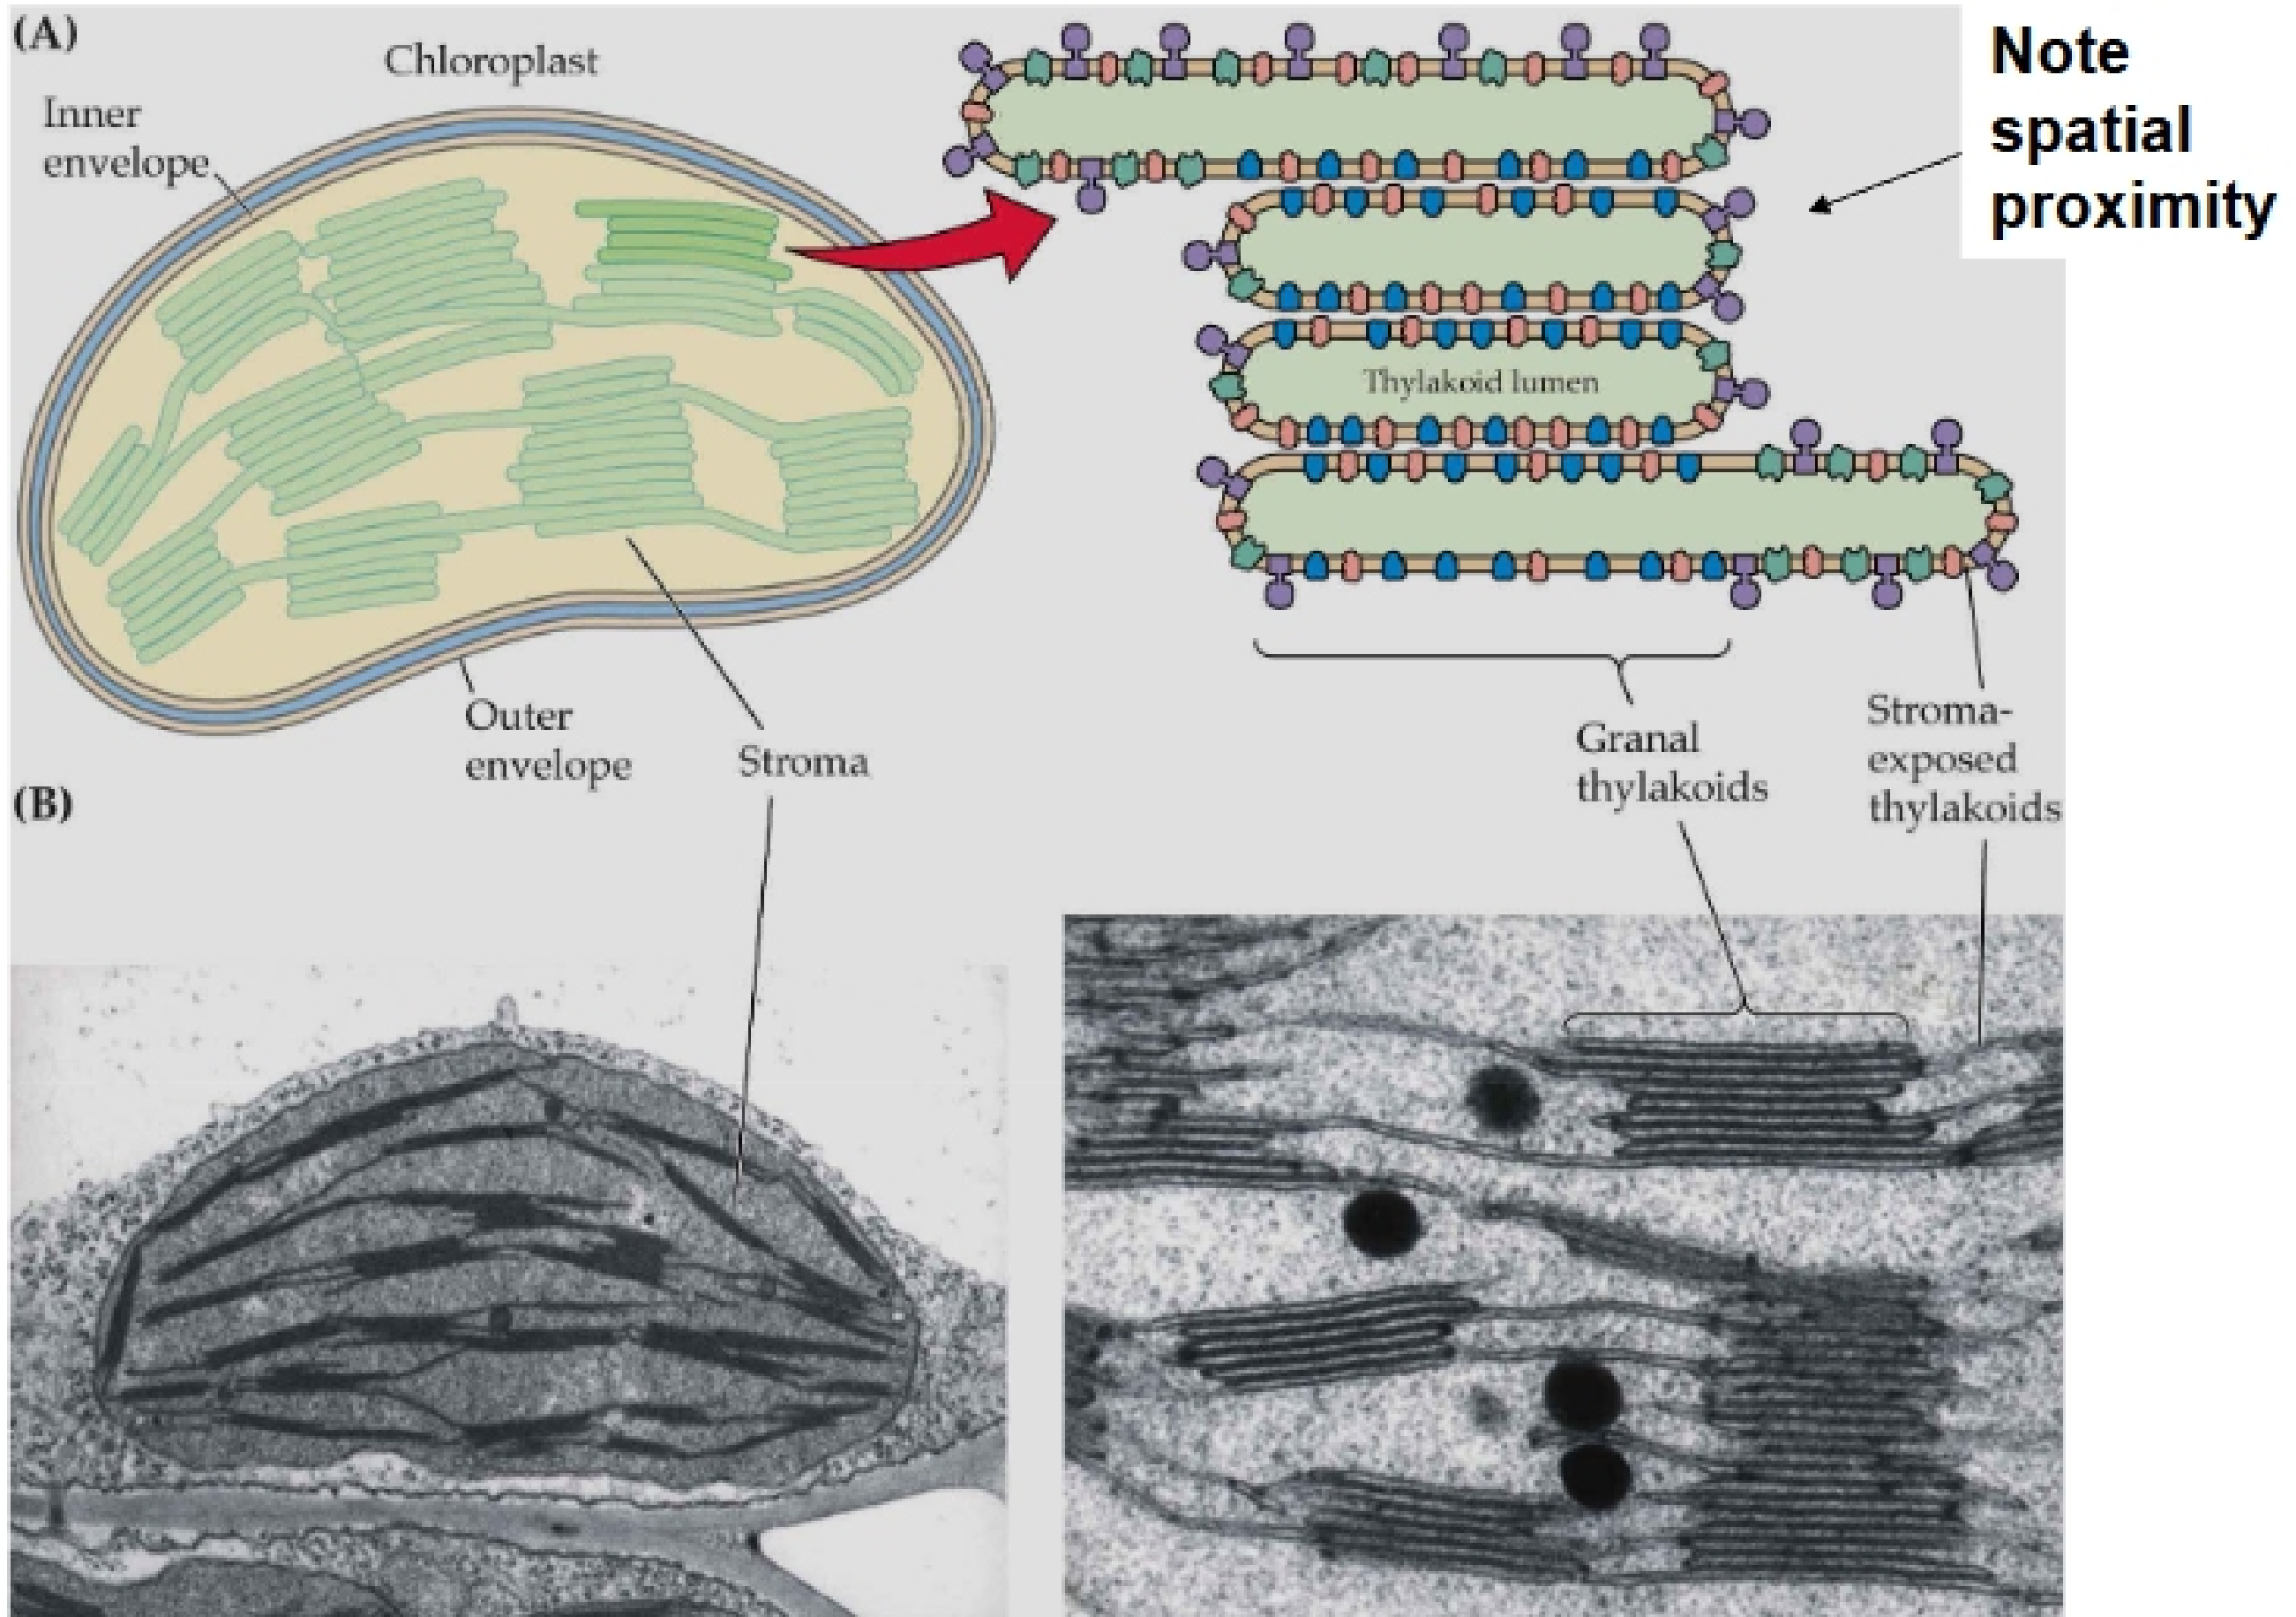 (A)
Chloroplast
Inner
envelope
Note
spatial
proximity
Thylakoid lumen
Outer
envelope
Stroma
Granal
thylakoids
Stroma-
exposed
thylakoids
(B)